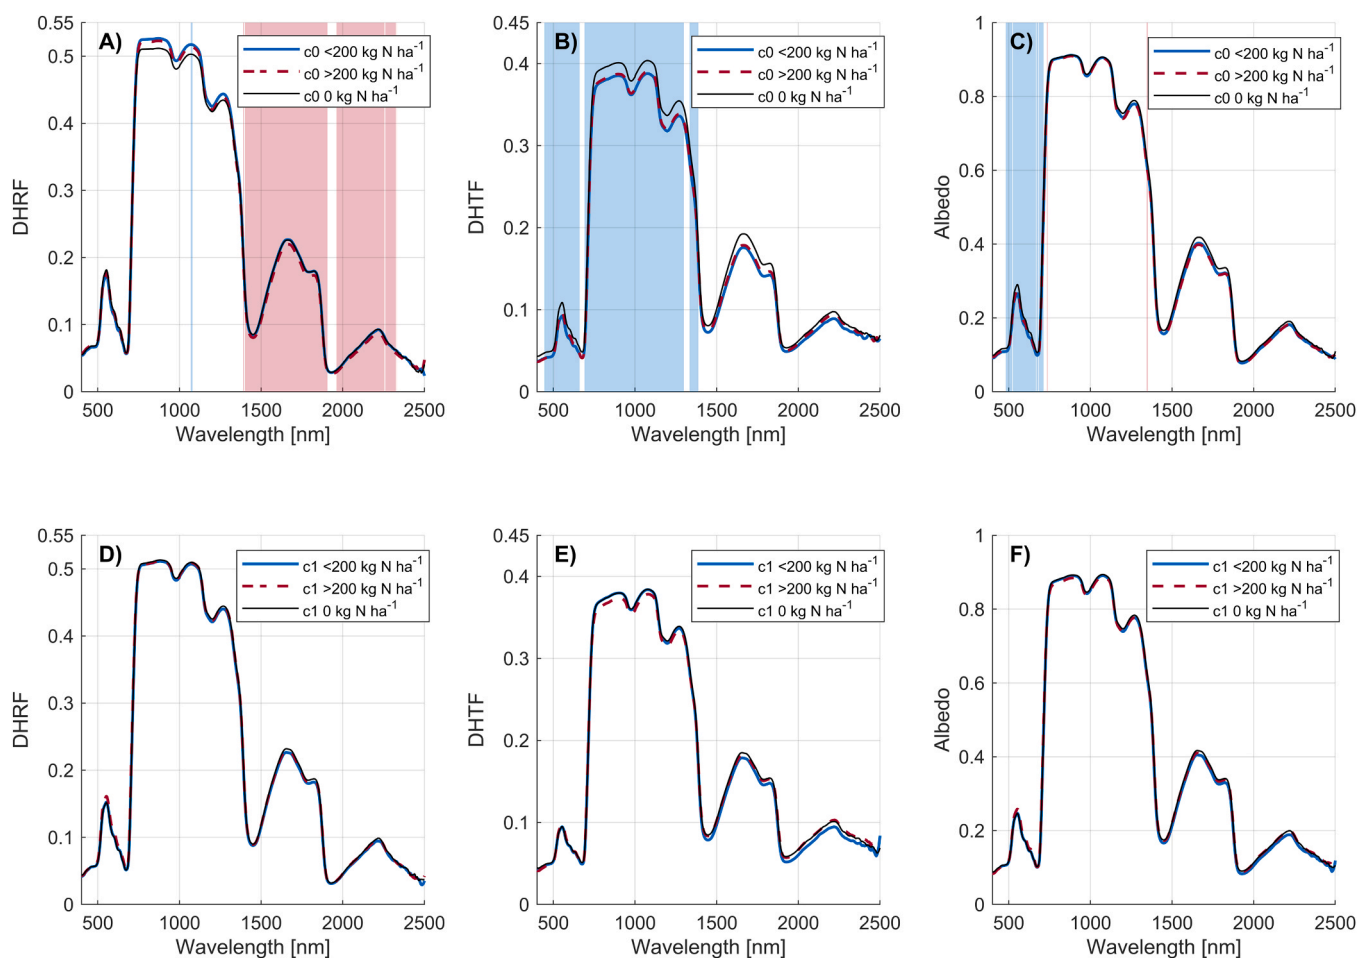 A)
c0 <200 kg N ha⁻¹
c0 >200 kg N ha⁻¹
c0 0 kg N ha⁻¹
DHRF
0.55
0.5
0.4
0.3
0.2
0.1
0
500 1000 1500 2000 2500
Wavelength [nm]
B)
c0 <200 kg N ha⁻¹
c0 >200 kg N ha⁻¹
c0 0 kg N ha⁻¹
DHTF
0.45
0.4
0.3
0.2
0.1
0
500 1000 1500 2000 2500
Wavelength [nm]
C)
c0 <200 kg N ha⁻¹
c0 >200 kg N ha⁻¹
c0 0 kg N ha⁻¹
Albedo
1
0.8
0.6
0.4
0.2
0
500 1000 1500 2000 2500
Wavelength [nm]
D)
c1 <200 kg N ha⁻¹
c1 >200 kg N ha⁻¹
c1 0 kg N ha⁻¹
DHRF
0.55
0.5
0.4
0.3
0.2
0.1
0
500 1000 1500 2000 2500
Wavelength [nm]
E)
c1 <200 kg N ha⁻¹
c1 >200 kg N ha⁻¹
c1 0 kg N ha⁻¹
DHTF
0.45
0.4
0.3
0.2
0.1
0
500 1000 1500 2000 2500
Wavelength [nm]
F)
c1 <200 kg N ha⁻¹
c1 >200 kg N ha⁻¹
c1 0 kg N ha⁻¹
Albedo
1
0.8
0.6
0.4
0.2
0
500 1000 1500 2000 2500
Wavelength [nm]